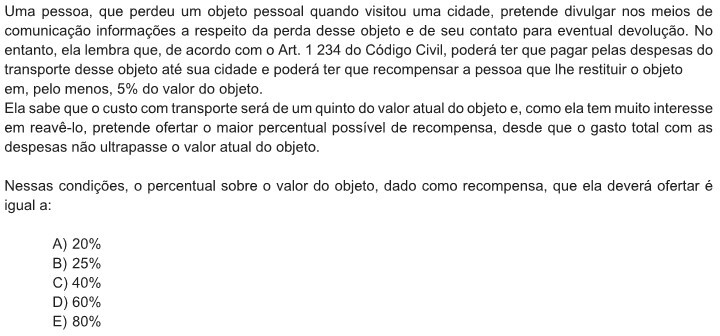 Uma pessoa, que perdeu um objeto pessoal quando visitou uma cidade, pretende divulgar nos meios de
comunicação informações a respeito da perda desse objeto e de seu contato para eventual devolução. No
entanto, ela lembra que, de acordo com o Art. 1 234 do Código Civil, poderá ter que pagar pelas despesas do
transporte desse objeto até sua cidade e poderá ter que recompensar a pessoa que lhe restituir o objeto
em, pelo menos, 5% do valor do objeto.
Ela sabe que o custo com transporte será de um quinto do valor atual do objeto e, como ela tem muito interesse
em reavê-lo, pretende ofertar o maior percentual possível de recompensa, desde que o gasto total com as
despesas não ultrapasse o valor atual do objeto.
Nessas condições, o percentual sobre o valor do objeto, dado como recompensa, que ela deverá ofertar é
igual a:
A) 20%
B) 25%
C) 40%
D) 60%
E) 80%